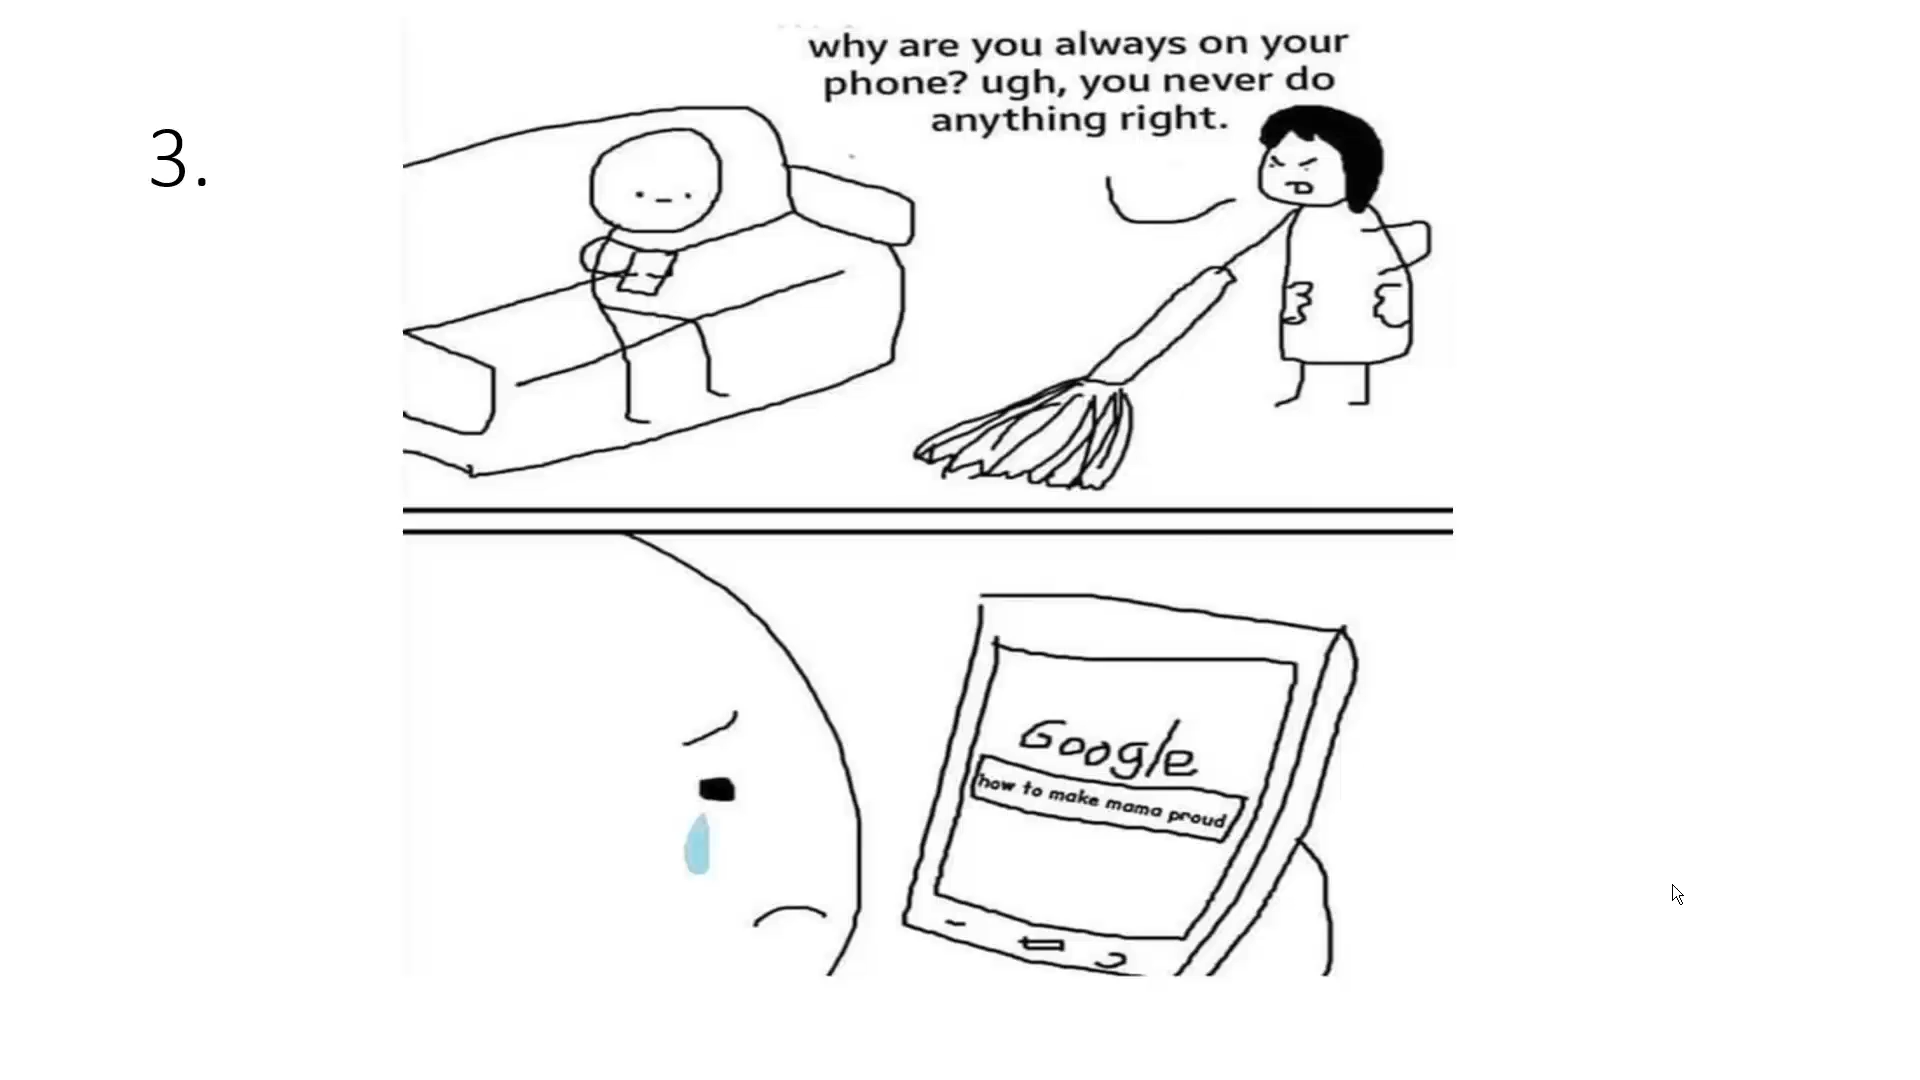 3.
why are you always on your
phone? ugh, you never do
anything right.
Google
how to make mama proud